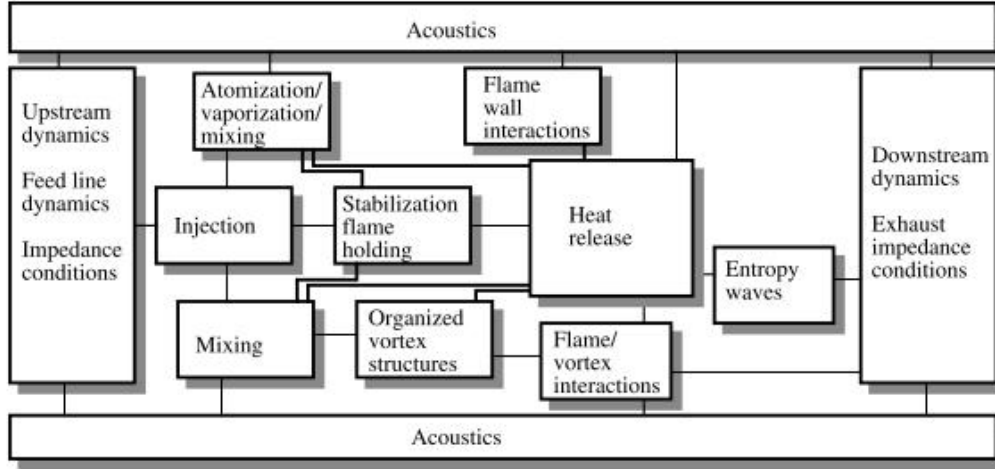 Acoustics
Upstream
dynamics
Feed line
dynamics
Impedance
conditions
Atomization/
vaporization/
mixing
Injection
Mixing
Stabilization
flame
holding
Organized
vortex
structures
Flame
wall
interactions
Heat
release
Flame/
vortex
interactions
Entropy
waves
Downstream
dynamics
Exhaust
impedance
conditions
Acoustics